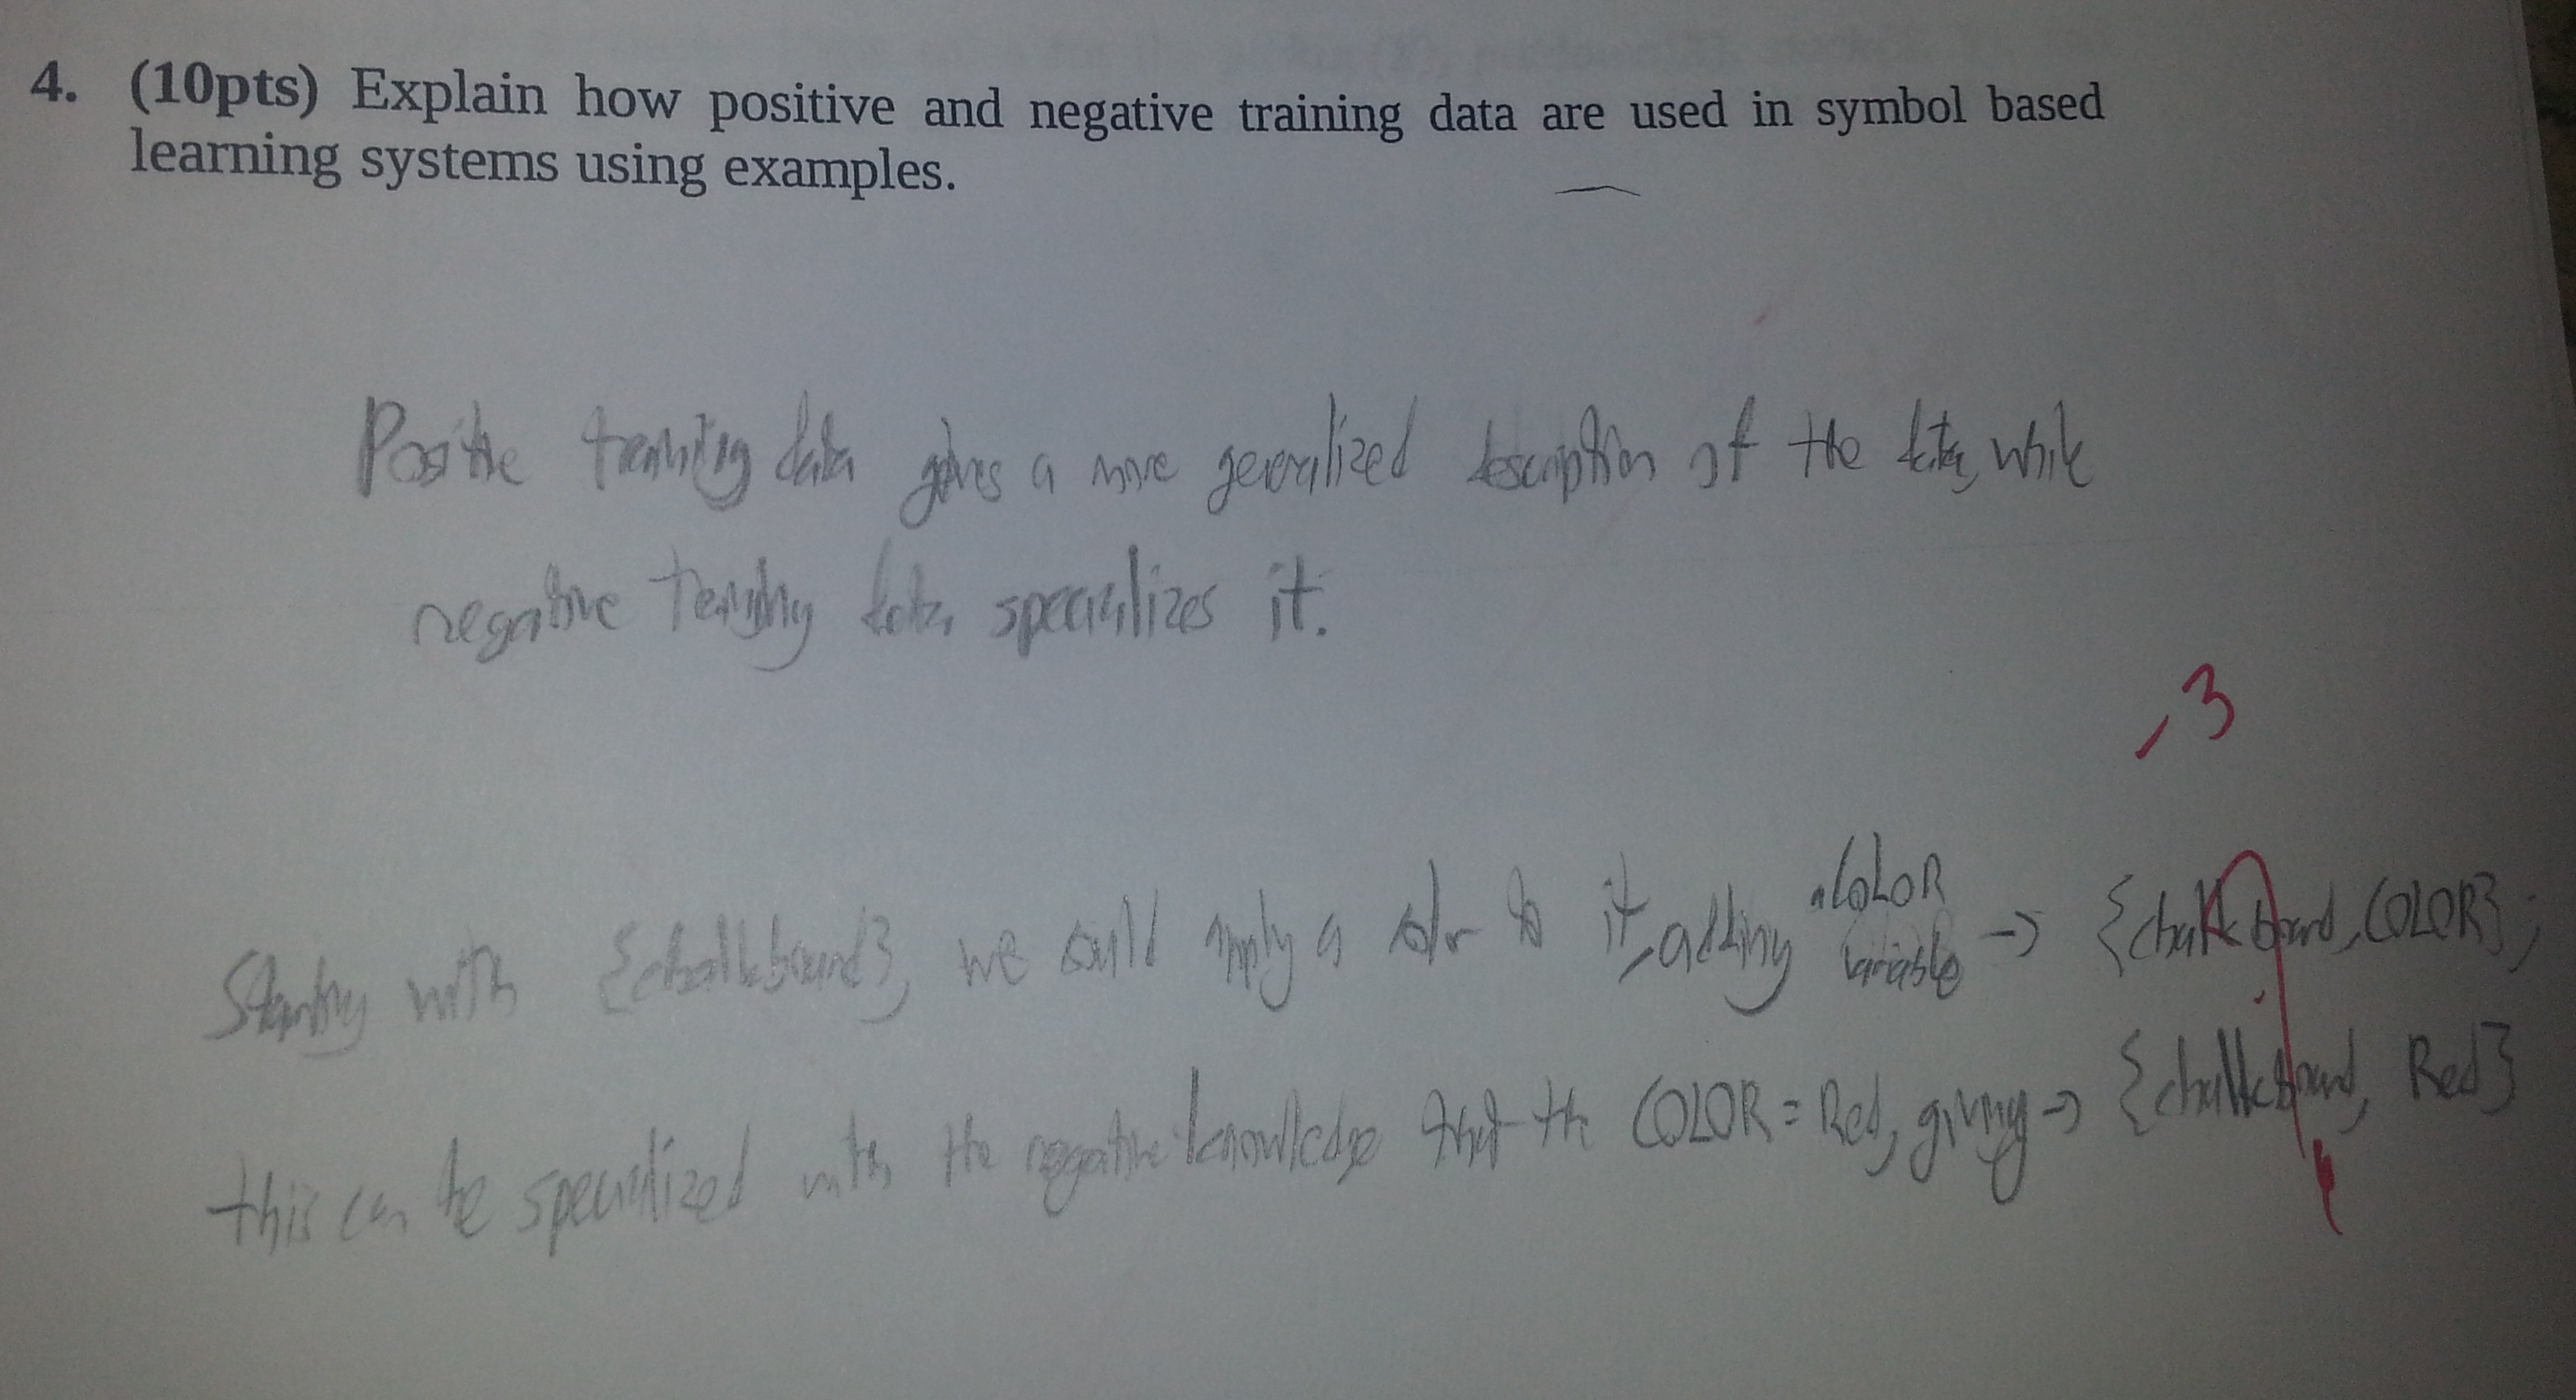 4. (10pts) Explain how positive and negative training data are used in symbol based
learning systems using examples.
Positive training data gives a more generalized description of the data, while
negative training data specializes it.
-3
Starting with {chalkboard}, we could apply a color to it, adding a COLOR variable → {chalkboard, COLOR};
this can be specialized with the negative knowledge that the COLOR = Red, giving → {chalkboard, Red}